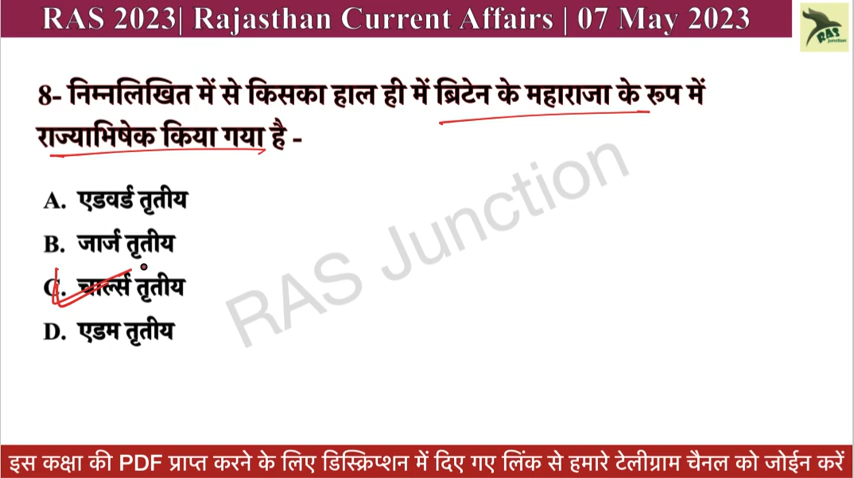 RAS 2023| Rajasthan Current Affairs | 07 May 2023
RAS
Junction
8- निम्नलिखित में से किसका हाल ही में ब्रिटेन के महाराजा के रूप में
राज्याभिषेक किया गया है -
A. एडवर्ड तृतीय
B. जार्ज तृतीय
C. चार्ल्स तृतीय
D. एडम तृतीय
RAS Junction
इस कक्षा की PDF प्राप्त करने के लिए डिस्क्रिप्शन में दिए गए लिंक से हमारे टेलीग्राम चैनल को जोईन करें